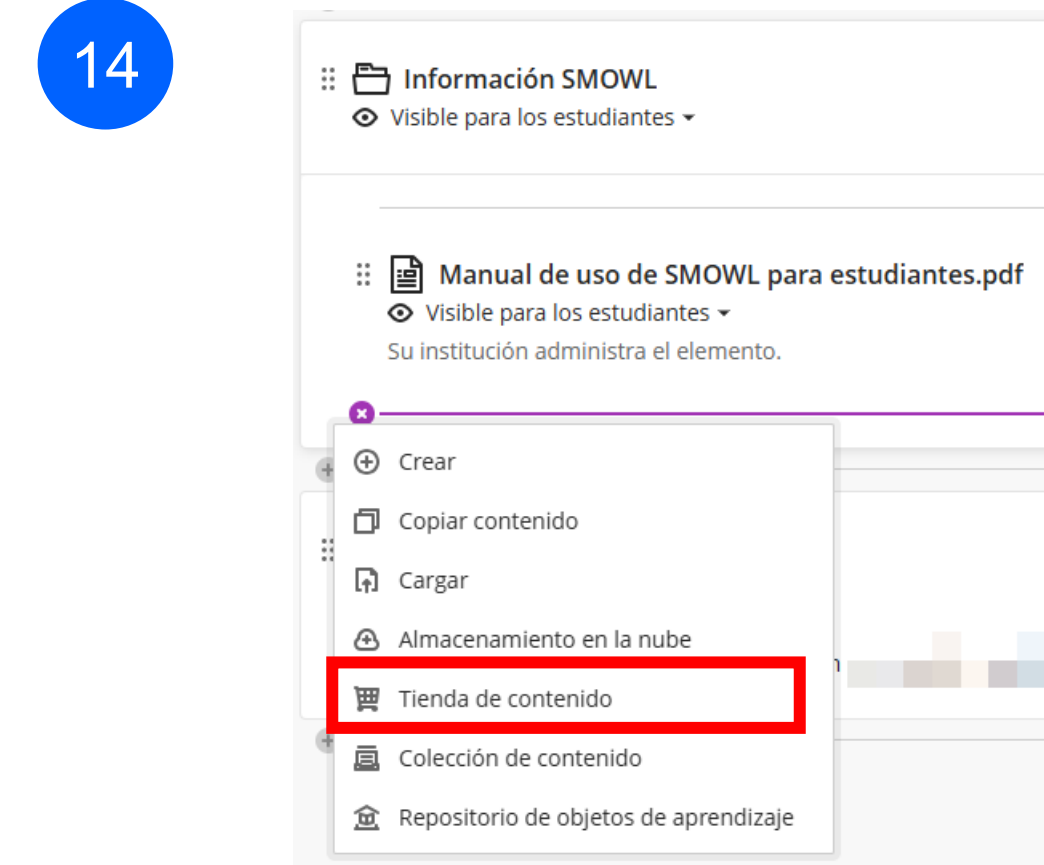 14
Información SMOWL
Visible para los estudiantes
Manual de uso de SMOWL para estudiantes.pdf
Visible para los estudiantes
Su institución administra el elemento.
Crear
Copiar contenido
Cargar
Almacenamiento en la nube
Tienda de contenido
Colección de contenido
Repositorio de objetos de aprendizaje